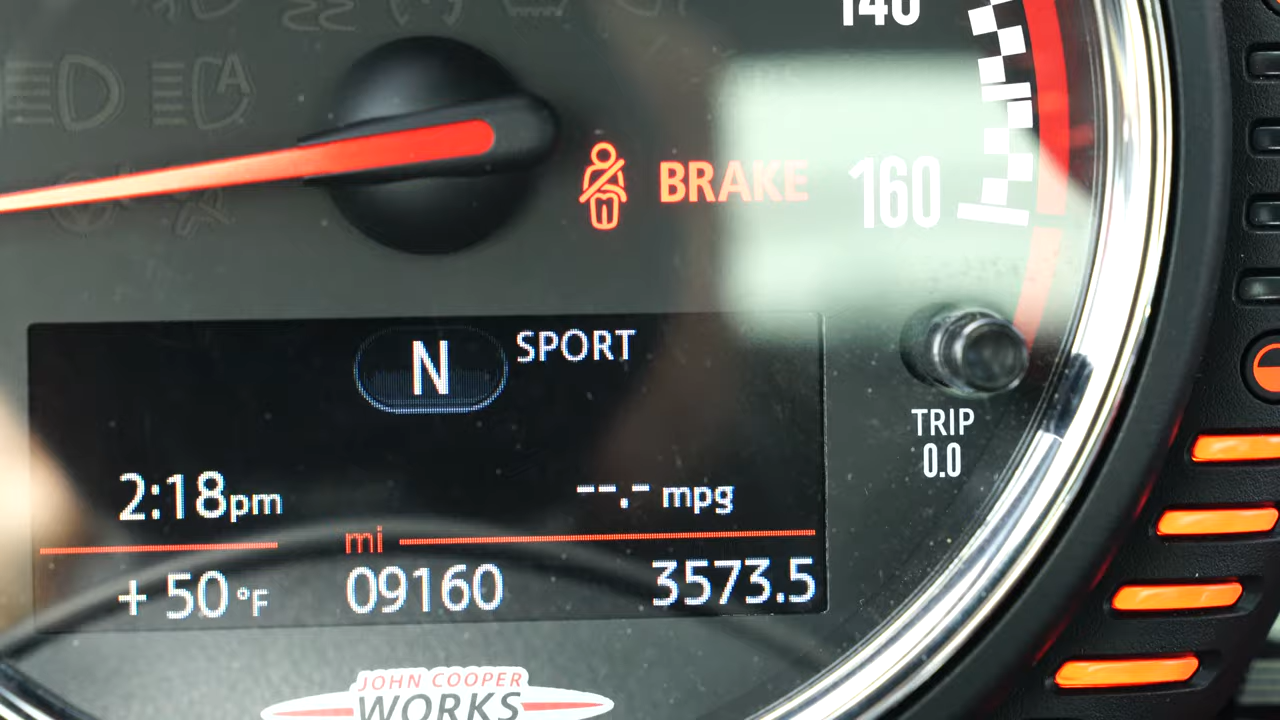 140
BRAKE
160
N
SPORT
TRIP
0.0
2:18pm
--.- mpg
mi
+ 50 °F
09160
3573.5
JOHN COOPER
WORKS